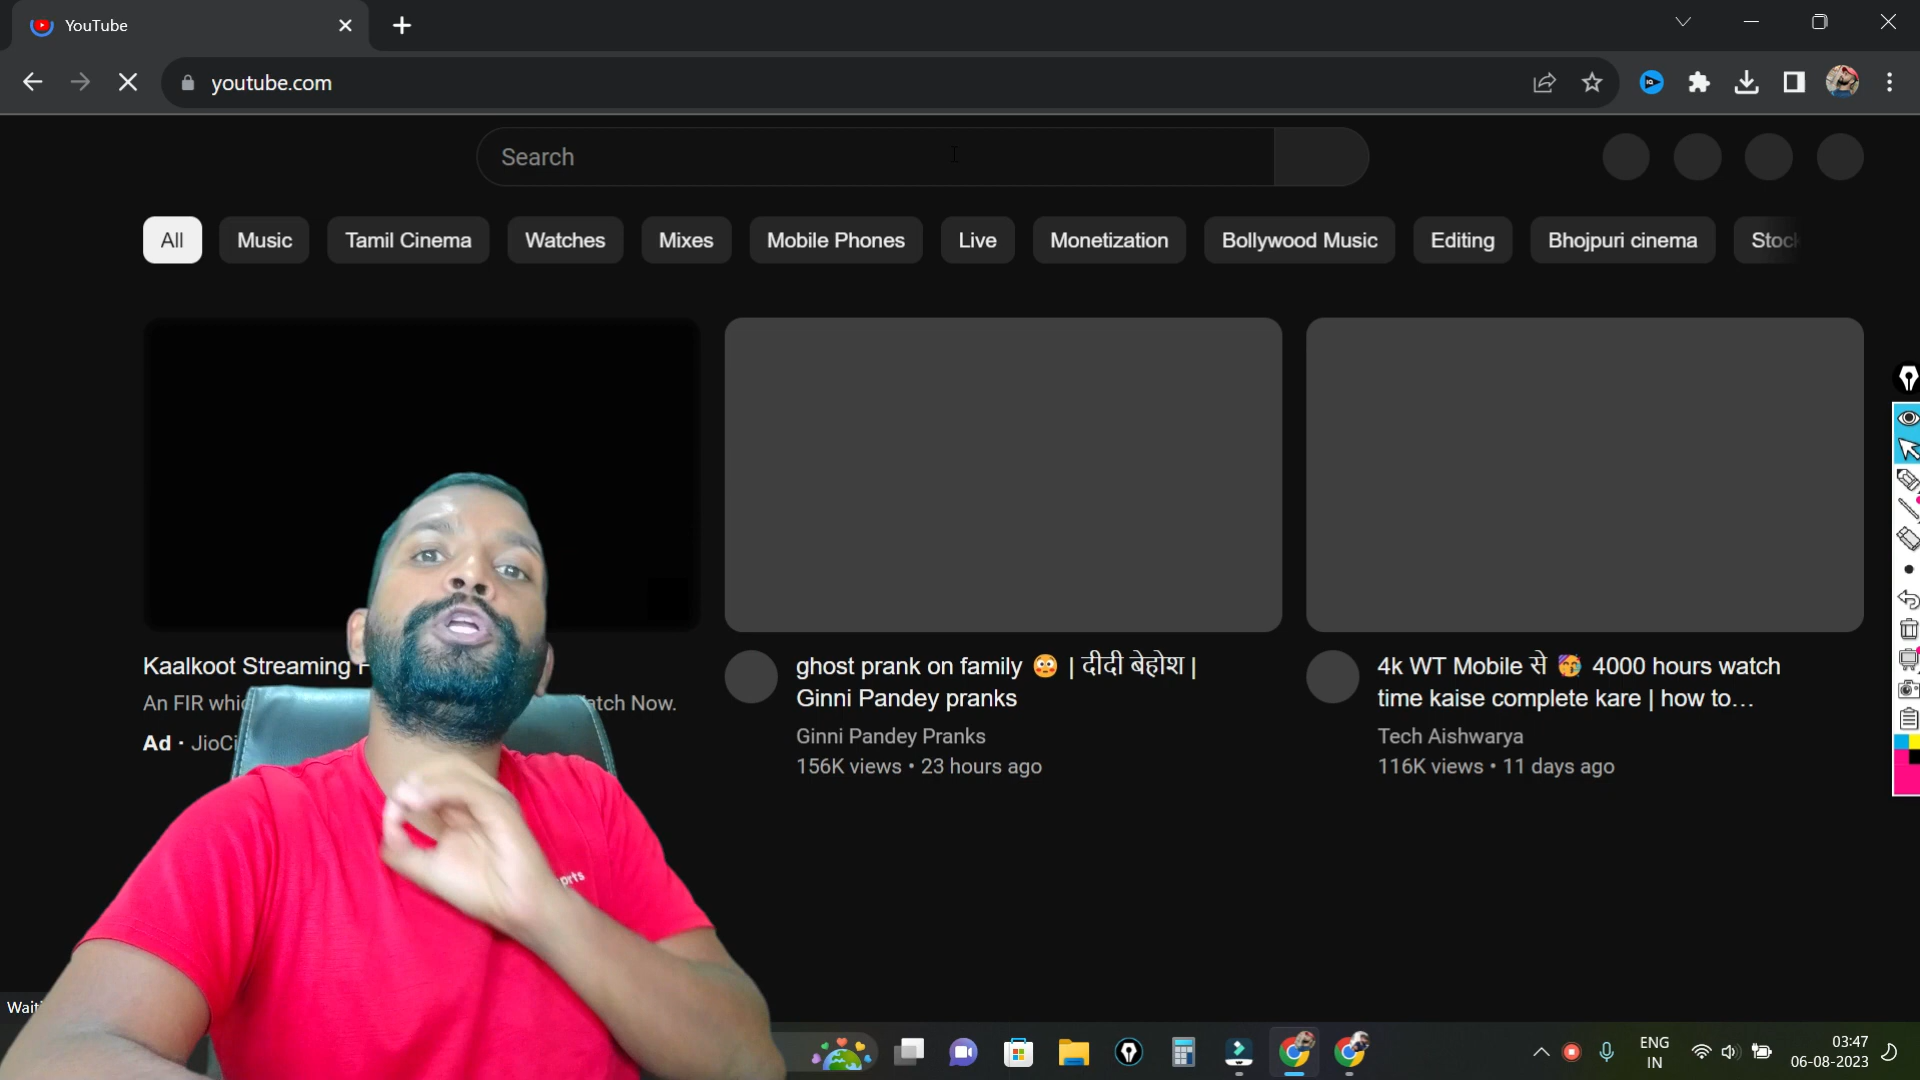 YouTube
youtube.com
Search
All
Music
Tamil Cinema
Watches
Mixes
Mobile Phones
Live
Monetization
Bollywood Music
Editing
Bhojpuri cinema
Stock
Kaalkoot Streaming
An FIR whi
atch Now.
Ad · JioCi
ghost prank on family 😳 | दीदी बेहोश |
Ginni Pandey pranks
Ginni Pandey Pranks
156K views • 23 hours ago
4k WT Mobile से 🥳 4000 hours watch
time kaise complete kare | how to...
Tech Aishwarya
116K views • 11 days ago
Waiti
ENG
IN
03:47
06-08-2023